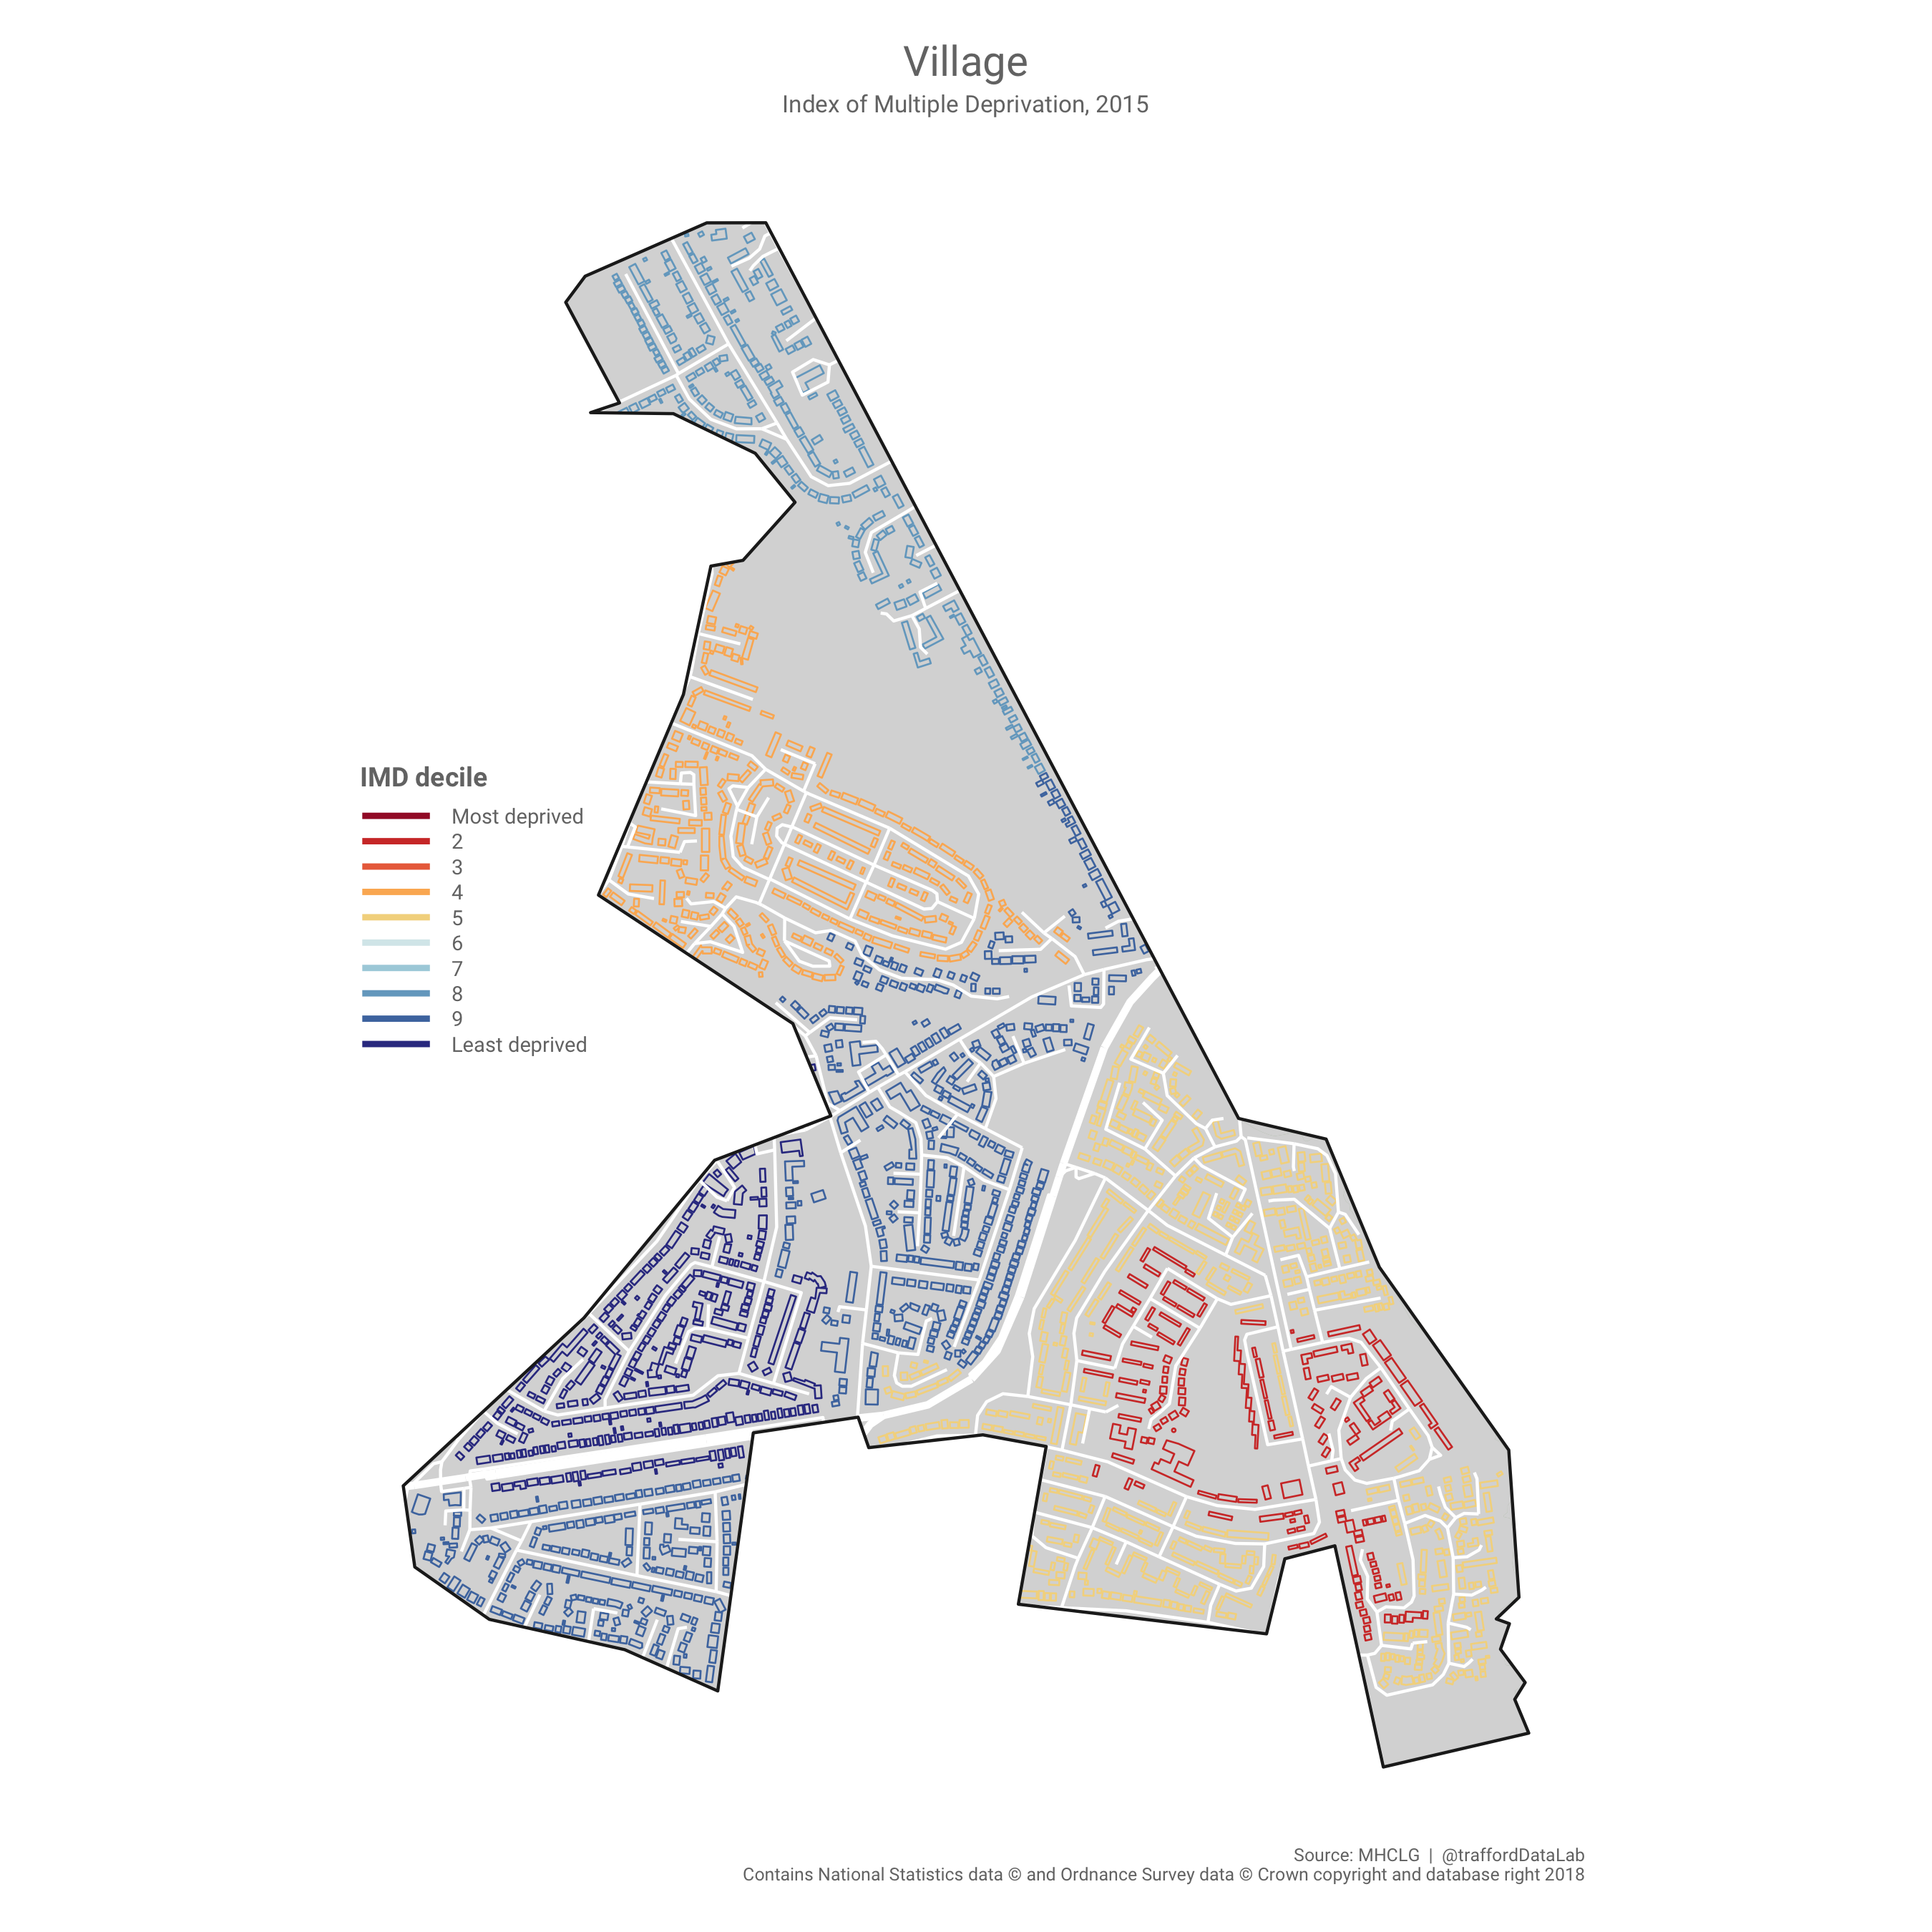 Village
Index of Multiple Deprivation, 2015
IMD decile
Most deprived
2
3
4
5
6
7
8
9
Least deprived
Source: MHCLG | @traffordDataLab
Contains National Statistics data © and Ordnance Survey data © Crown copyright and database right 2018